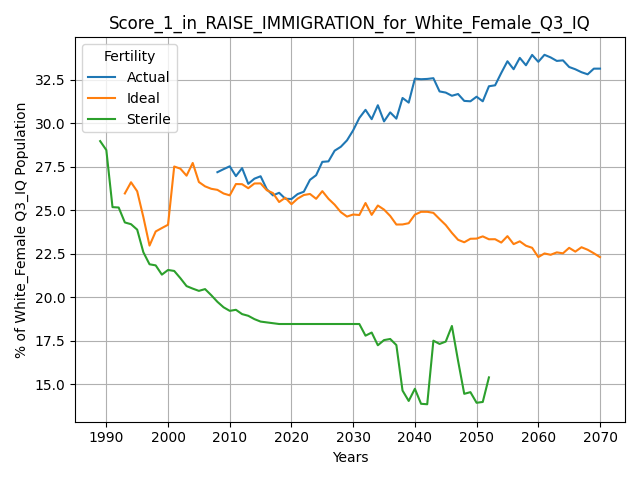 Score_1_in_RAISE_IMMIGRATION_for_White_Female_Q3_IQ
Fertility
Actual
Ideal
Sterile
% of White_Female Q3_IQ Population
32.5
30.0
27.5
25.0
22.5
20.0
17.5
15.0
1990 2000 2010 2020 2030 2040 2050 2060 2070
Years